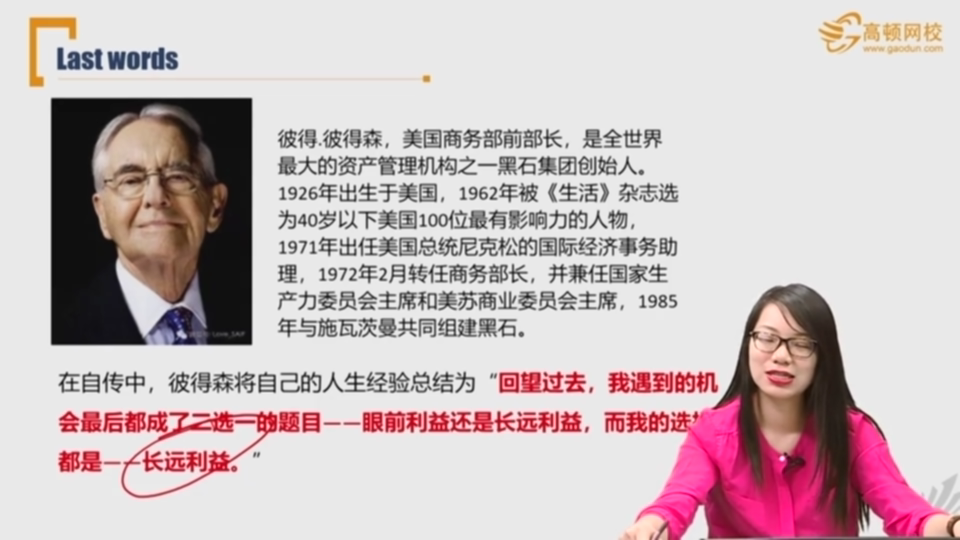 Last words
高顿网校
www.gaodun.com
彼得.彼得森，美国商务部前部长，是全世界
最大的资产管理机构之一黑石集团创始人。
1926年出生于美国，1962年被《生活》杂志选
为40岁以下美国100位最有影响力的人物，
1971年出任美国总统尼克松的国际经济事务助
理，1972年2月转任商务部长，并兼任国家生
产力委员会主席和美苏商业委员会主席，1985
年与施瓦茨曼共同组建黑石。
在自传中，彼得森将自己的人生经验总结为“回望过去，我遇到的机
会最后都成了二选一的题目——眼前利益还是长远利益，而我的选
都是——长远利益。”